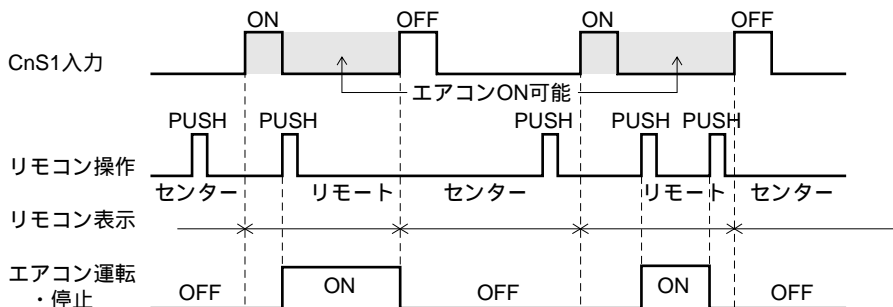 ON OFF ON OFF
CnS1入力
エアコンON可能
PUSH PUSH PUSH PUSH PUSH
リモコン操作
センター リモート センター リモート センター
リモコン表示
エアコン運転
・停止
OFF ON OFF ON OFF